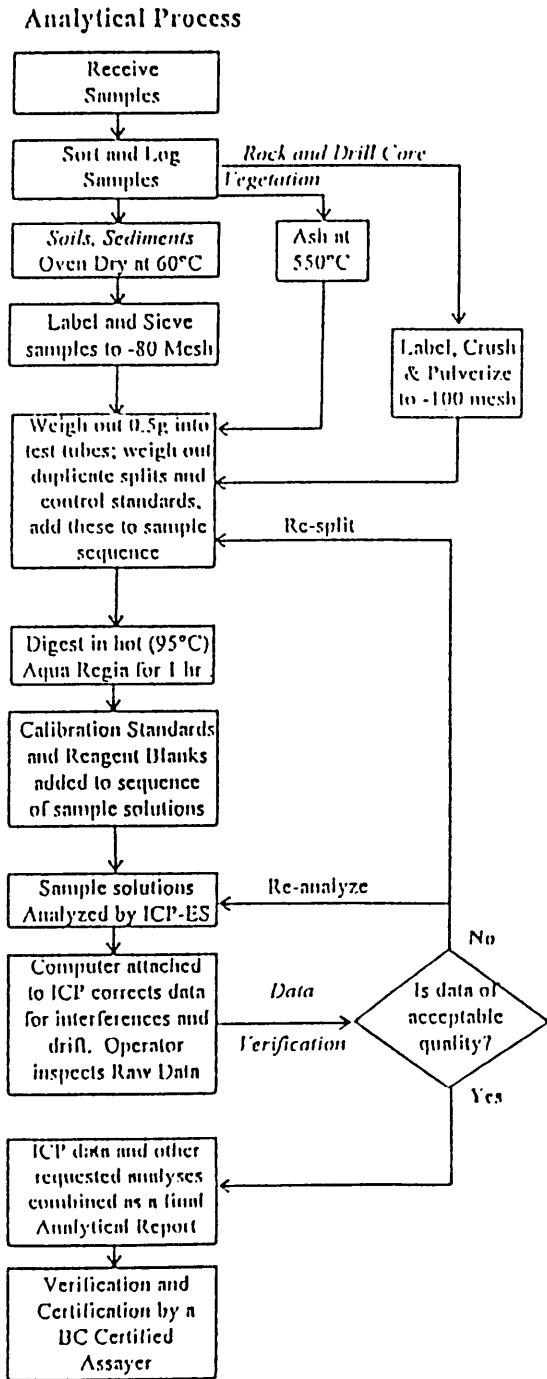 Analytical Process
Receive
Samples
Sort and Log
Samples
Rock and Drill Core
Vegetation
Soils, Sediments
Oven Dry at 60°C
Ash at
550°C
Label and Sieve
samples to -80 Mesh
Label, Crush
& Pulverize
to -100 mesh
Weigh out 0.5g into
test tubes; weigh out
duplicate splits and
control standards,
add these to sample
sequence
Re-split
Digest in hot (95°C)
Aqua Regia for 1 hr.
Calibration Standards
and Reagent Blanks
added to sequence
of sample solutions
Sample solutions
Analyzed by ICP-ES
Re-analyze
No
Computer attached
to ICP corrects data
for interferences and
drift. Operator
inspects Raw Data
Data
Verification
Is data of
acceptable
quality?
Yes
ICP data and other
requested analyses
combined as a final
Analytical Report
Verification and
Certification by a
BC Certified
Assayer